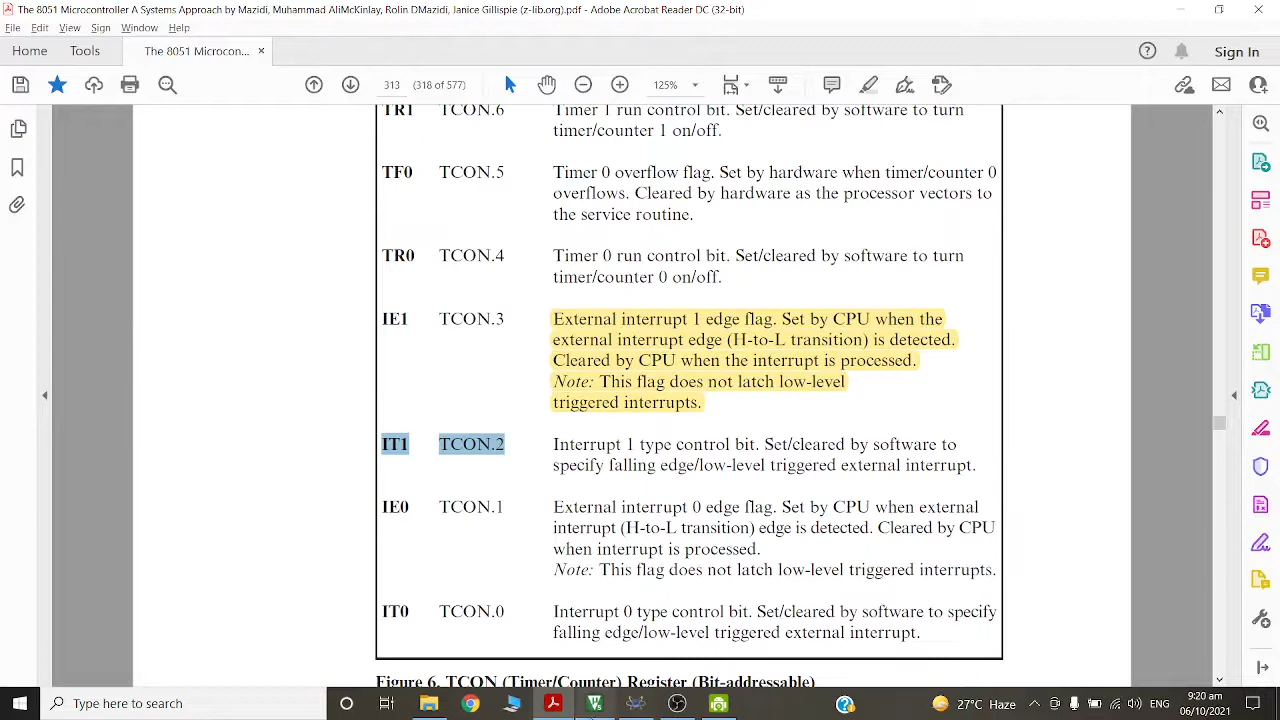 The 8051 Microcontroller A Systems Approach by Mazidi, Muhammad AliMcKinlay, Rolin DMazidi, Janice Gillispie (z-lib.org).pdf - Adobe Acrobat Reader DC (32-bit)
File Edit View Sign Window Help
Home Tools The 8051 Microcon... × Sign In
313 (318 of 577) 125%
TR1 TCON.6 Timer 1 run control bit. Set/cleared by software to turn
timer/counter 1 on/off.
TF0 TCON.5 Timer 0 overflow flag. Set by hardware when timer/counter 0
overflows. Cleared by hardware as the processor vectors to
the service routine.
TR0 TCON.4 Timer 0 run control bit. Set/cleared by software to turn
timer/counter 0 on/off.
IE1 TCON.3 External interrupt 1 edge flag. Set by CPU when the
external interrupt edge (H-to-L transition) is detected.
Cleared by CPU when the interrupt is processed.
Note: This flag does not latch low-level
triggered interrupts.
IT1 TCON.2 Interrupt 1 type control bit. Set/cleared by software to
specify falling edge/low-level triggered external interrupt.
IE0 TCON.1 External interrupt 0 edge flag. Set by CPU when external
interrupt (H-to-L transition) edge is detected. Cleared by CPU
when interrupt is processed.
Note: This flag does not latch low-level triggered interrupts.
IT0 TCON.0 Interrupt 0 type control bit. Set/cleared by software to specify
falling edge/low-level triggered external interrupt.
Figure 6. TCON (Timer/Counter) Register (Bit-addressable)
Type here to search 27°C Haze 9:20 am
06/10/2021